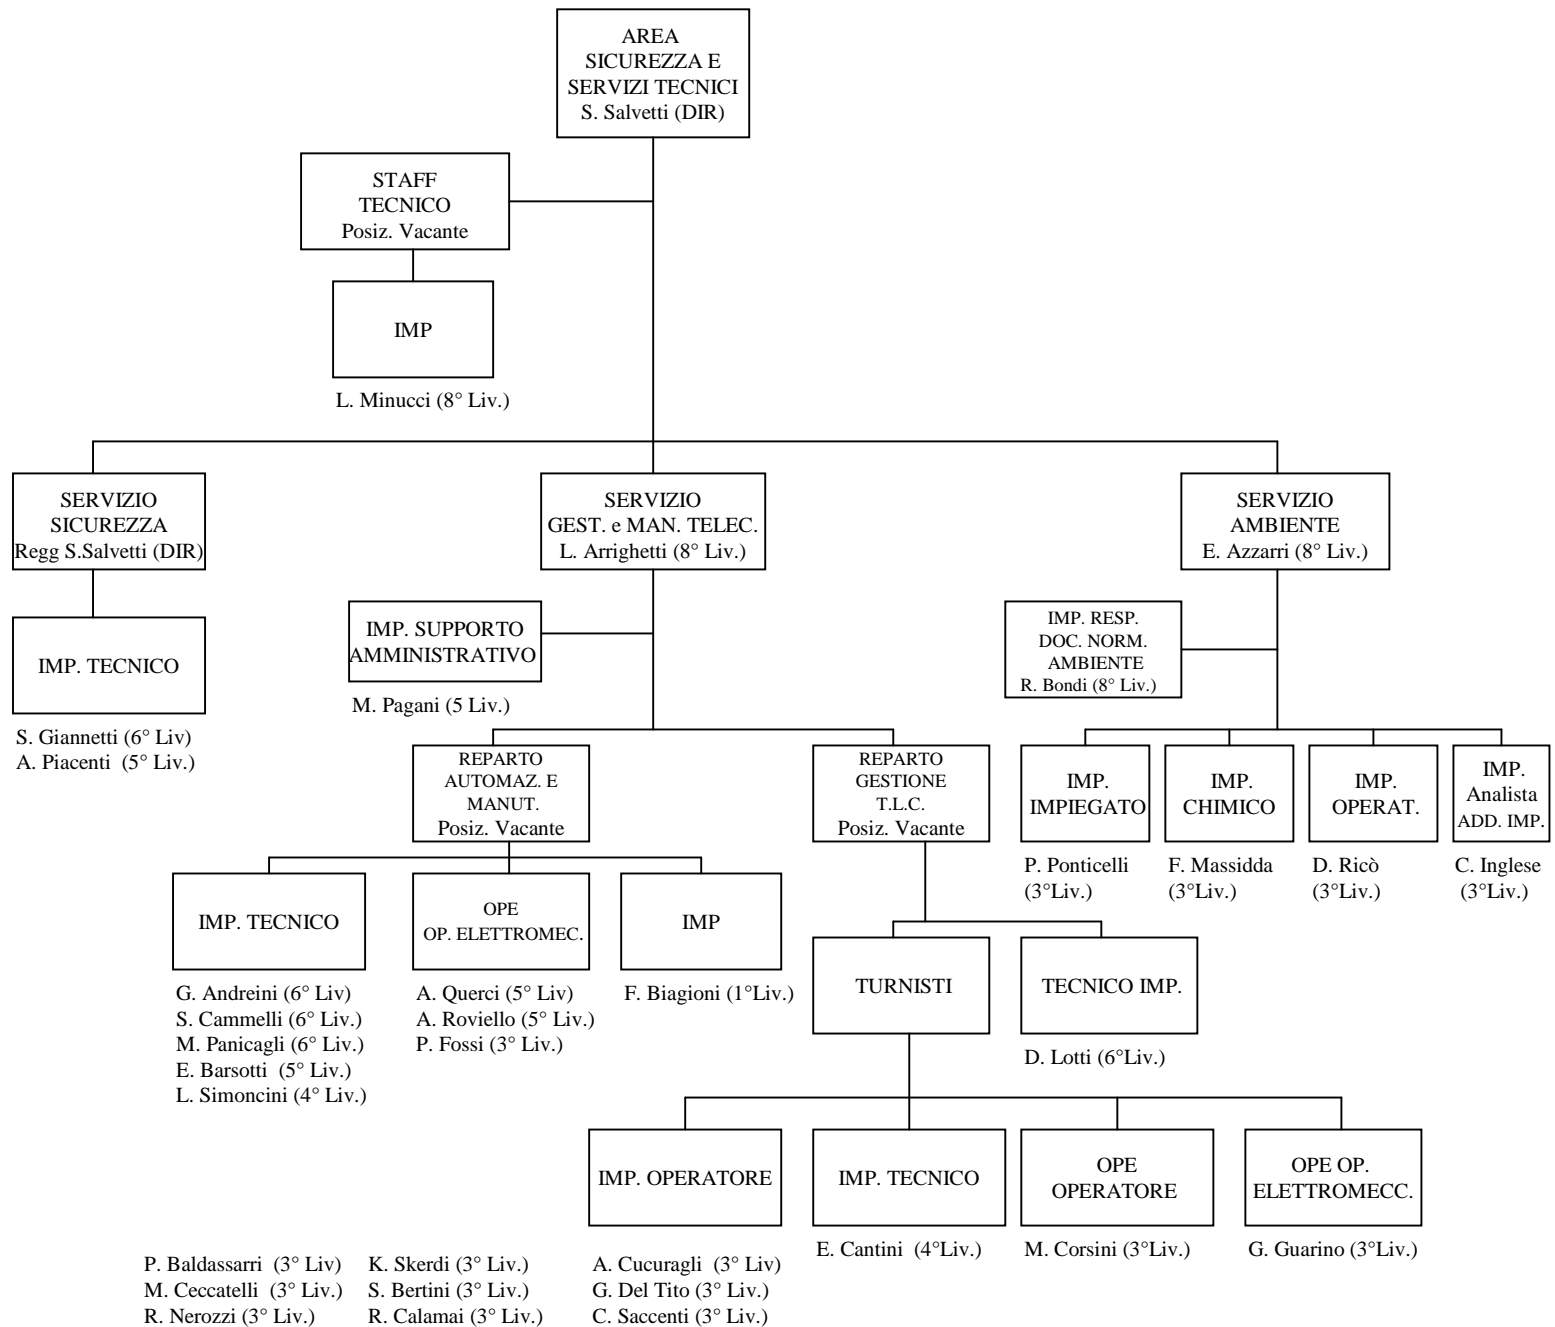 AREA
SICUREZZA E
SERVIZI TECNICI
S. Salvetti (DIR)
STAFF
TECNICO
Posiz. Vacante
IMP
L. Minucci (8° Liv.)
SERVIZIO
SICUREZZA
Regg S.Salvetti (DIR)
IMP. TECNICO
S. Giannetti (6° Liv)
A. Piacenti (5° Liv.)
SERVIZIO
GEST. e MAN. TELEC.
L. Arrighetti (8° Liv.)
IMP. SUPPORTO
AMMINISTRATIVO
M. Pagani (5 Liv.)
REPARTO
AUTOMAZ. E
MANUT.
Posiz. Vacante
IMP. TECNICO
G. Andreini (6° Liv)
S. Cammelli (6° Liv.)
M. Panicagli (6° Liv.)
E. Barsotti (5° Liv.)
L. Simoncini (4° Liv.)
OPE
OP. ELETTROMEC.
A. Querci (5° Liv)
A. Roviello (5° Liv.)
P. Fossi (3° Liv.)
IMP
F. Biagioni (1°Liv.)
REPARTO
GESTIONE
T.L.C.
Posiz. Vacante
TURNISTI
TECNICO IMP.
D. Lotti (6°Liv.)
IMP. OPERATORE
P. Baldassarri (3° Liv) K. Skerdi (3° Liv.) A. Cucuragli (3° Liv)
M. Ceccatelli (3° Liv.) S. Bertini (3° Liv.) G. Del Tito (3° Liv.)
R. Nerozzi (3° Liv.) R. Calamai (3° Liv.) C. Saccenti (3° Liv.)
IMP. TECNICO
E. Cantini (4°Liv.)
OPE
OPERATORE
M. Corsini (3°Liv.)
OPE OP.
ELETTROMECC.
G. Guarino (3°Liv.)
SERVIZIO
AMBIENTE
E. Azzarri (8° Liv.)
IMP. RESP.
DOC. NORM.
AMBIENTE
R. Bondi (8° Liv.)
IMP.
IMPIEGATO
P. Ponticelli
(3°Liv.)
IMP.
CHIMICO
F. Massidda
(3°Liv.)
IMP.
OPERAT.
D. Ricò
(3°Liv.)
IMP.
Analista
ADD. IMP.
C. Inglese
(3°Liv.)